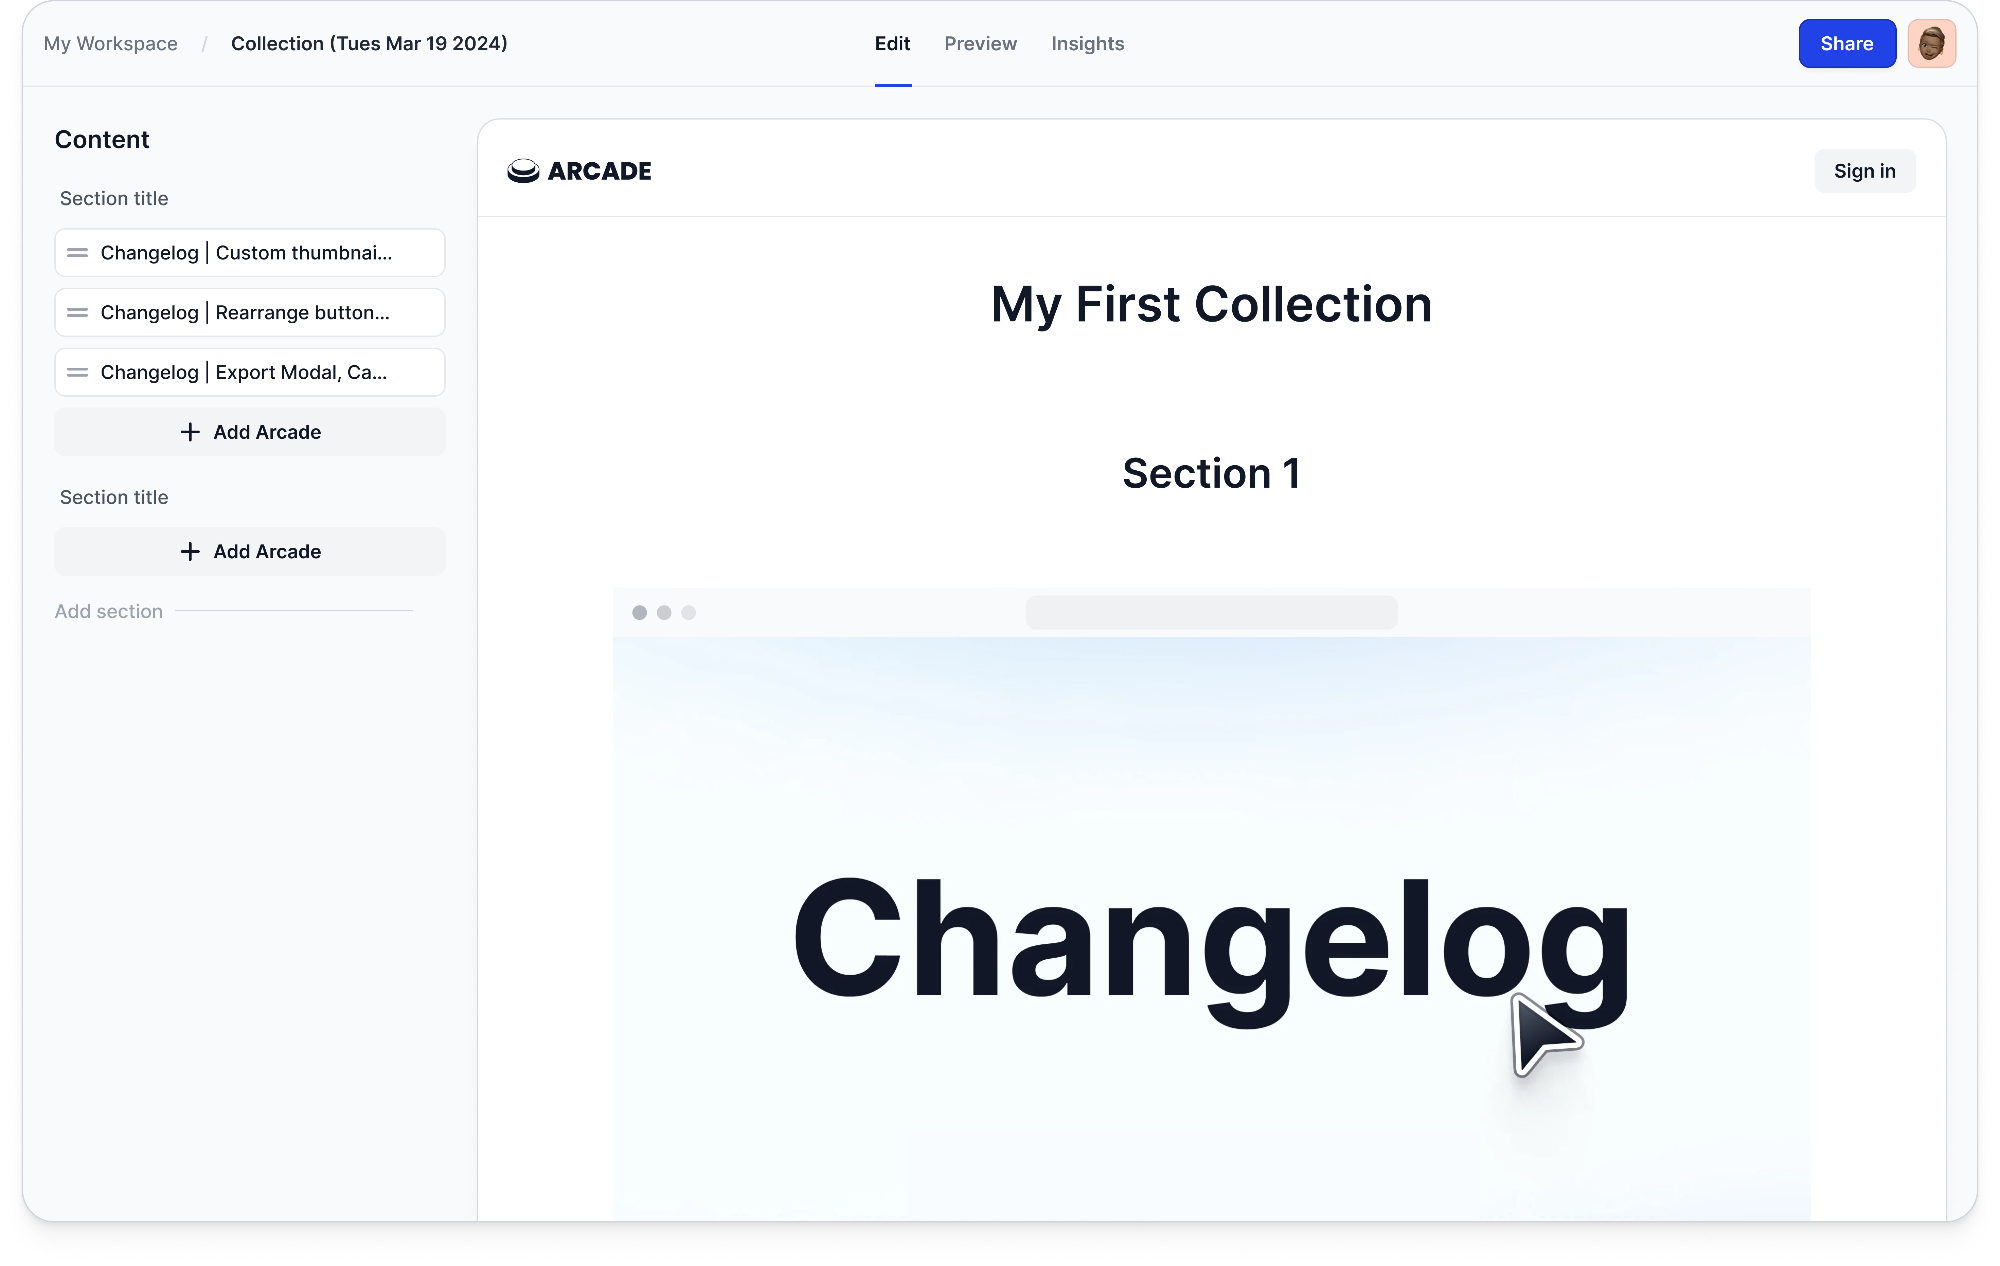 My Workspace / Collection (Tues Mar 19 2024)
Edit Preview Insights
Share
Content
Section title
Changelog | Custom thumbnai...
Changelog | Rearrange button...
Changelog | Export Modal, Ca...
+ Add Arcade
Section title
+ Add Arcade
Add section
ARCADE
Sign in
My First Collection
Section 1
Changelog